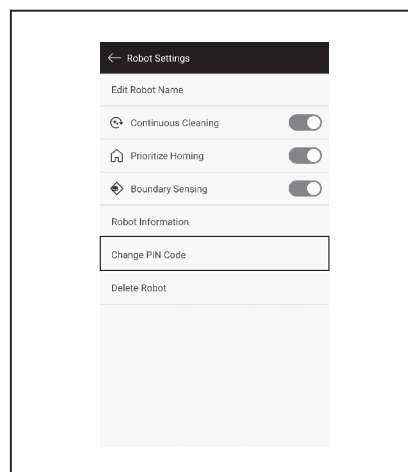 Robot Settings
Edit Robot Name
Continuous Cleaning
Prioritize Homing
Boundary Sensing
Robot Information
Change PIN Code
Delete Robot